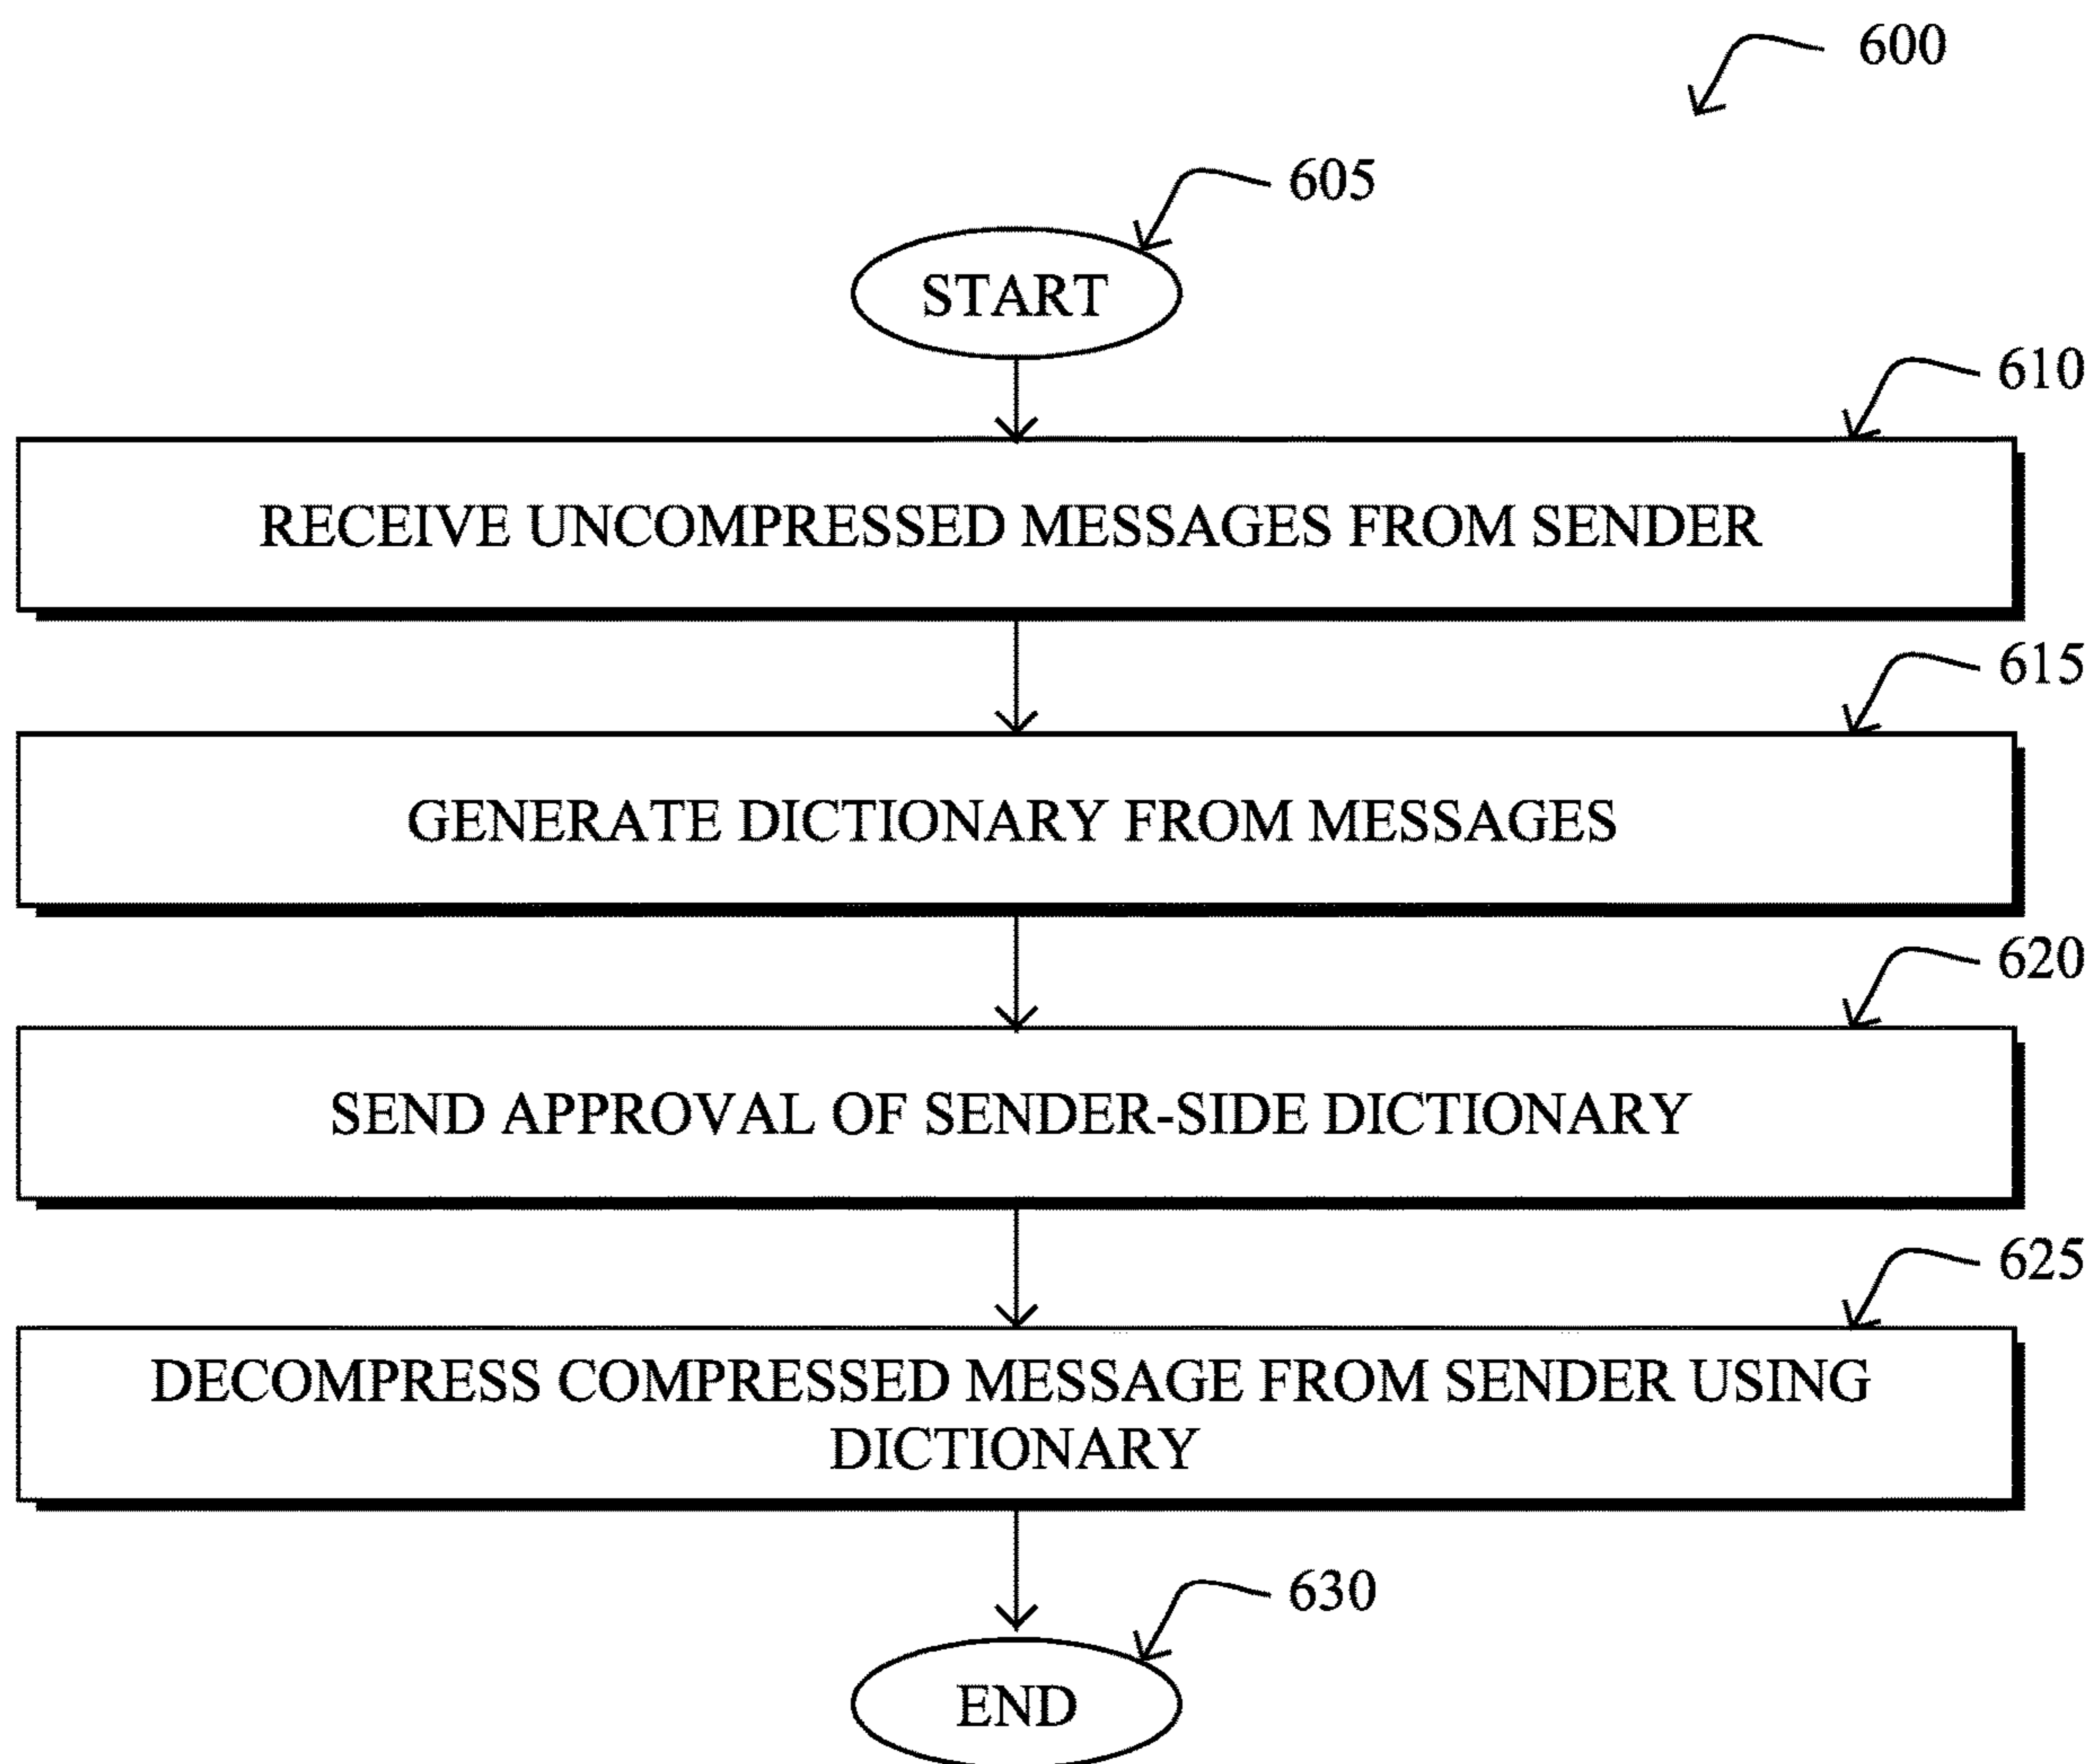 600
605
START
610
RECEIVE UNCOMPRESSED MESSAGES FROM SENDER
615
GENERATE DICTIONARY FROM MESSAGES
620
SEND APPROVAL OF SENDER-SIDE DICTIONARY
625
DECOMPRESS COMPRESSED MESSAGE FROM SENDER USING
DICTIONARY
630
END